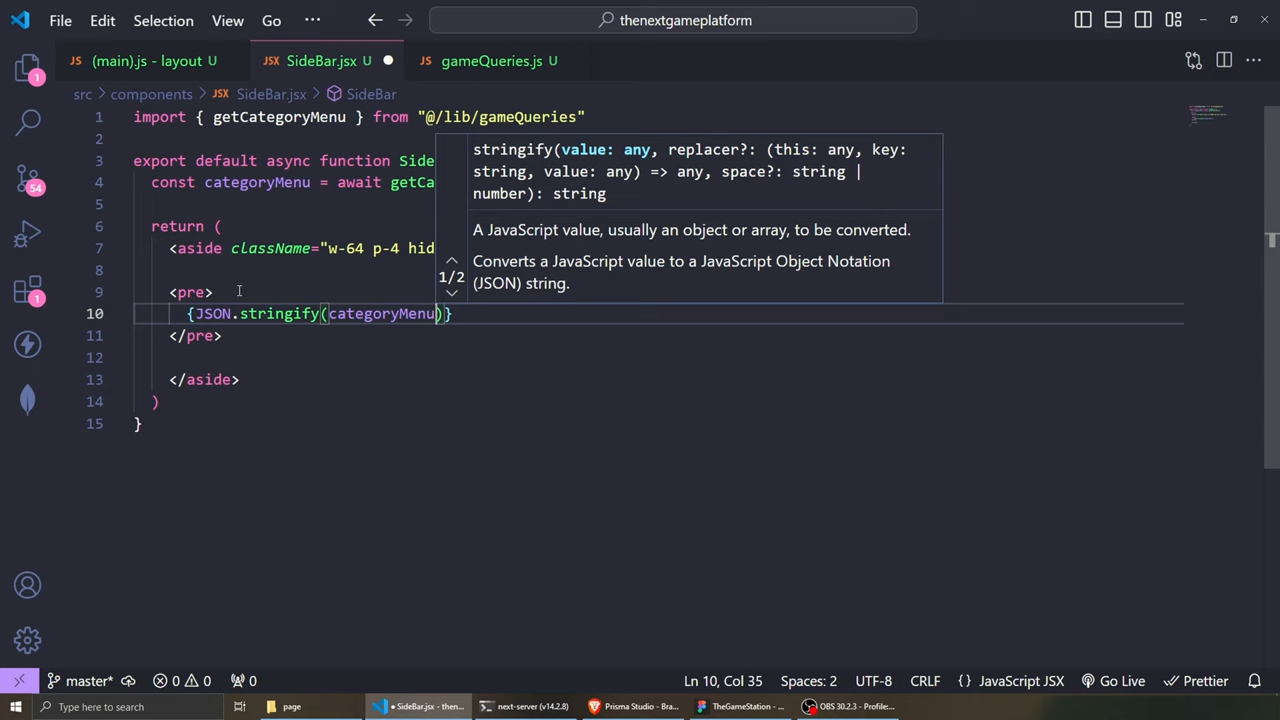 File Edit Selection View Go ··· thenextgameplatform
JS (main).js - layout U JSX SideBar.jsx U JS gameQueries.js U
src > components > JSX SideBar.jsx > SideBar
1 import { getCategoryMenu } from "@/lib/gameQueries"
2
3 export default async function Side
4 const categoryMenu = await getCa
5
6 return (
7 <aside className="w-64 p-4 hid
8
9 <pre>
10 {JSON.stringify(categoryMenu)}
11 </pre>
12
13 </aside>
14 )
15 }
stringify(value: any, replacer?: (this: any, key:
string, value: any) => any, space?: string |
number): string
A JavaScript value, usually an object or array, to be converted.
Converts a JavaScript value to a JavaScript Object Notation
(JSON) string.
1/2
1
54
1
master* 0 0 0 Ln 10, Col 35 Spaces: 2 UTF-8 CRLF {} JavaScript JSX Go Live Prettier
Type here to search page SideBar.jsx - then... next-server (v14.2.8) Prisma Studio - Bra... TheGameStation - ... OBS 30.2.3 - Profile:...